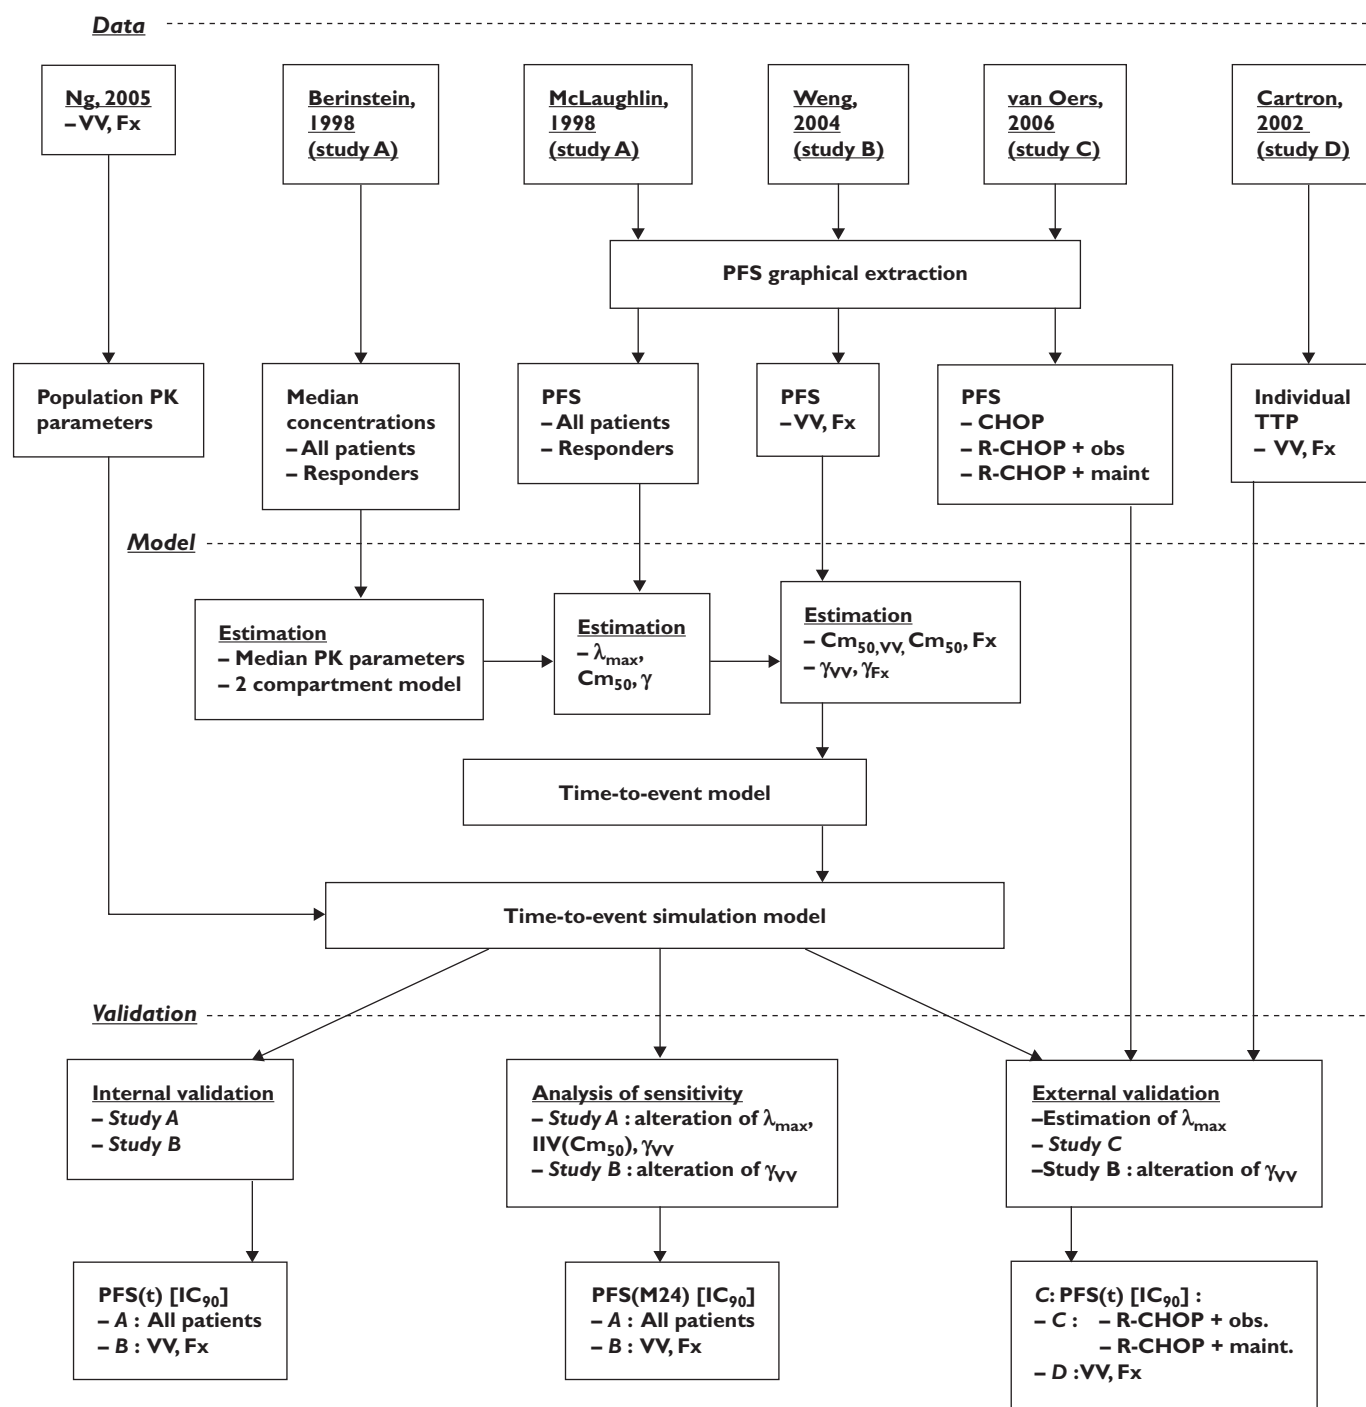 Data
Ng, 2005
– VV, Fx
Berinstein,
1998
(study A)
McLaughlin,
1998
(study A)
Weng,
2004
(study B)
van Oers,
2006
(study C)
Cartron,
2002
(study D)
PFS graphical extraction
Population PK
parameters
Median
concentrations
– All patients
– Responders
PFS
– All patients
– Responders
PFS
– VV, Fx
PFS
– CHOP
– R-CHOP + obs
– R-CHOP + maint
Individual
TTP
– VV, Fx
Model
Estimation
– Median PK parameters
– 2 compartment model
Estimation
– λmax,
Cm50, γ
Estimation
– Cm50,VV, Cm50, Fx
– γVV, γFx
Time-to-event model
Time-to-event simulation model
Validation
Internal validation
– Study A
– Study B
Analysis of sensitivity
– Study A : alteration of λmax,
IIV(Cm50), γVV
– Study B : alteration of γVV
External validation
–Estimation of λmax
– Study C
–Study B : alteration of γVV
PFS(t) [IC90]
– A : All patients
– B : VV, Fx
PFS(M24) [IC90]
– A : All patients
– B : VV, Fx
C: PFS(t) [IC90] :
– C : – R-CHOP + obs.
– R-CHOP + maint.
– D :VV, Fx